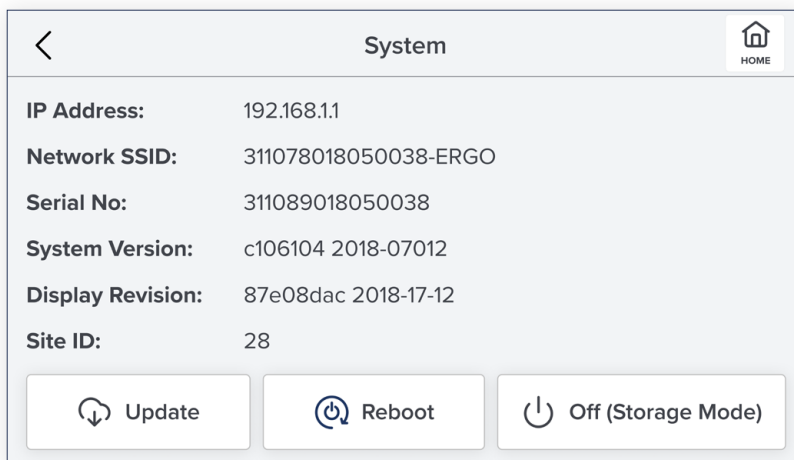 System
HOME
IP Address: 192.168.1.1
Network SSID: 311078018050038-ERGO
Serial No: 311089018050038
System Version: c106104 2018-07012
Display Revision: 87e08dac 2018-17-12
Site ID: 28
Update Reboot Off (Storage Mode)